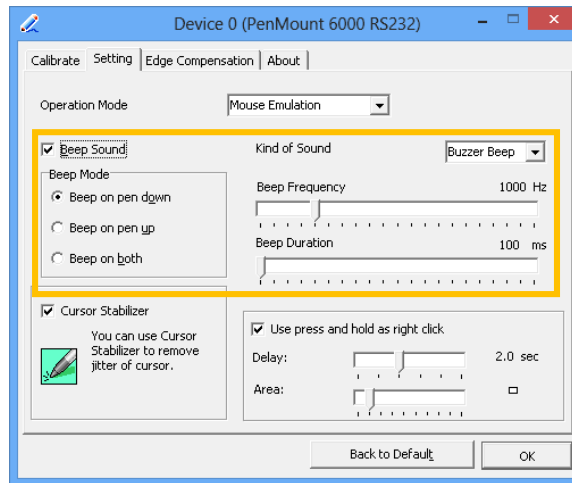 Device 0 (PenMount 6000 RS232)
Calibrate Setting Edge Compensation About
Operation Mode Mouse Emulation
Beep Sound Kind of Sound Buzzer Beep
Beep Mode
Beep on pen down
Beep on pen up
Beep on both
Beep Frequency 1000 Hz
Beep Duration 100 ms
Cursor Stabilizer
You can use Cursor
Stabilizer to remove
jitter of cursor.
Use press and hold as right click
Delay: 2.0 sec
Area:
Back to Default OK